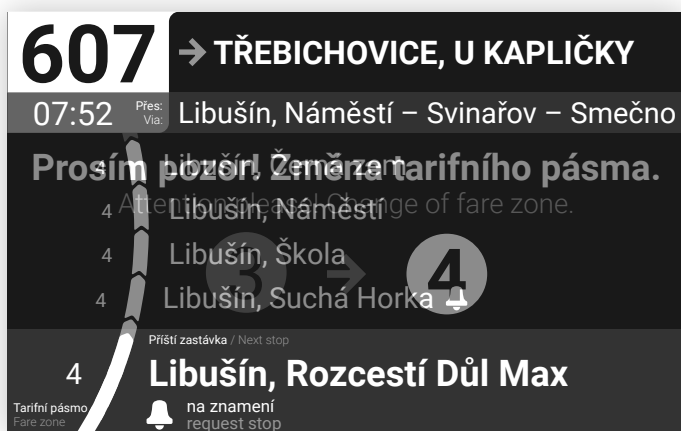 607 → TŘEBICHOVICE, U KAPLIČKY
07:52 Přes: Libušín, Náměstí – Svinařov – Smečno
Via:
Prosím pozor! Změna tarifního pásma.
4
Attention please! Change of fare zone.
4 Libušín, Náměstí
4 Libušín, Škola
3 → 4
4 Libušín, Suchá Horka
Příští zastávka / Next stop
4 Libušín, Rozcestí Důl Max
Tarifní pásmo
Fare zone
na znamení
request stop